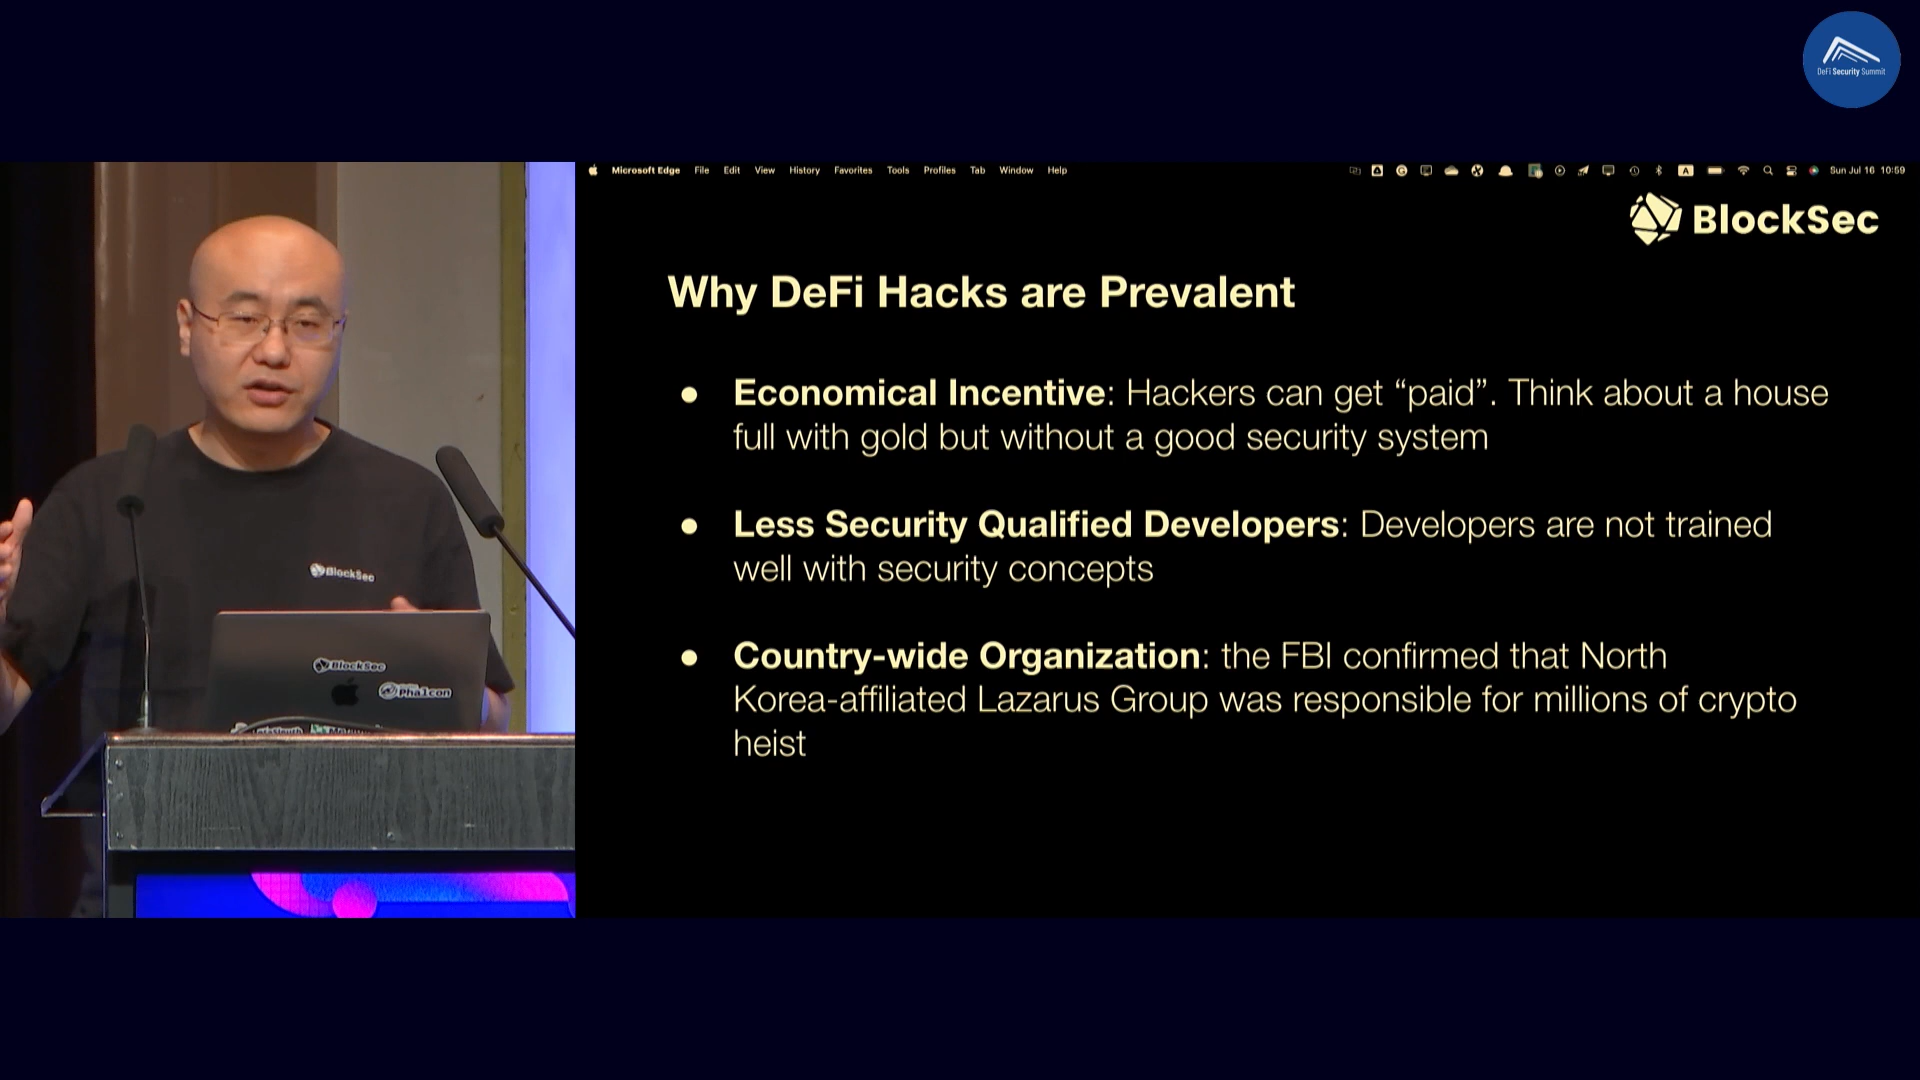 DeFi Security Summit
Microsoft Edge File Edit View History Favorites Tools Profiles Tab Window Help
A
Sun Jul 16 10:59
BlockSec
Why DeFi Hacks are Prevalent
● Economical Incentive: Hackers can get “paid”. Think about a house
full with gold but without a good security system
● Less Security Qualified Developers: Developers are not trained
well with security concepts
● Country-wide Organization: the FBI confirmed that North
Korea-affiliated Lazarus Group was responsible for millions of crypto
heist
BlockSec
BlockSec
Phalcon